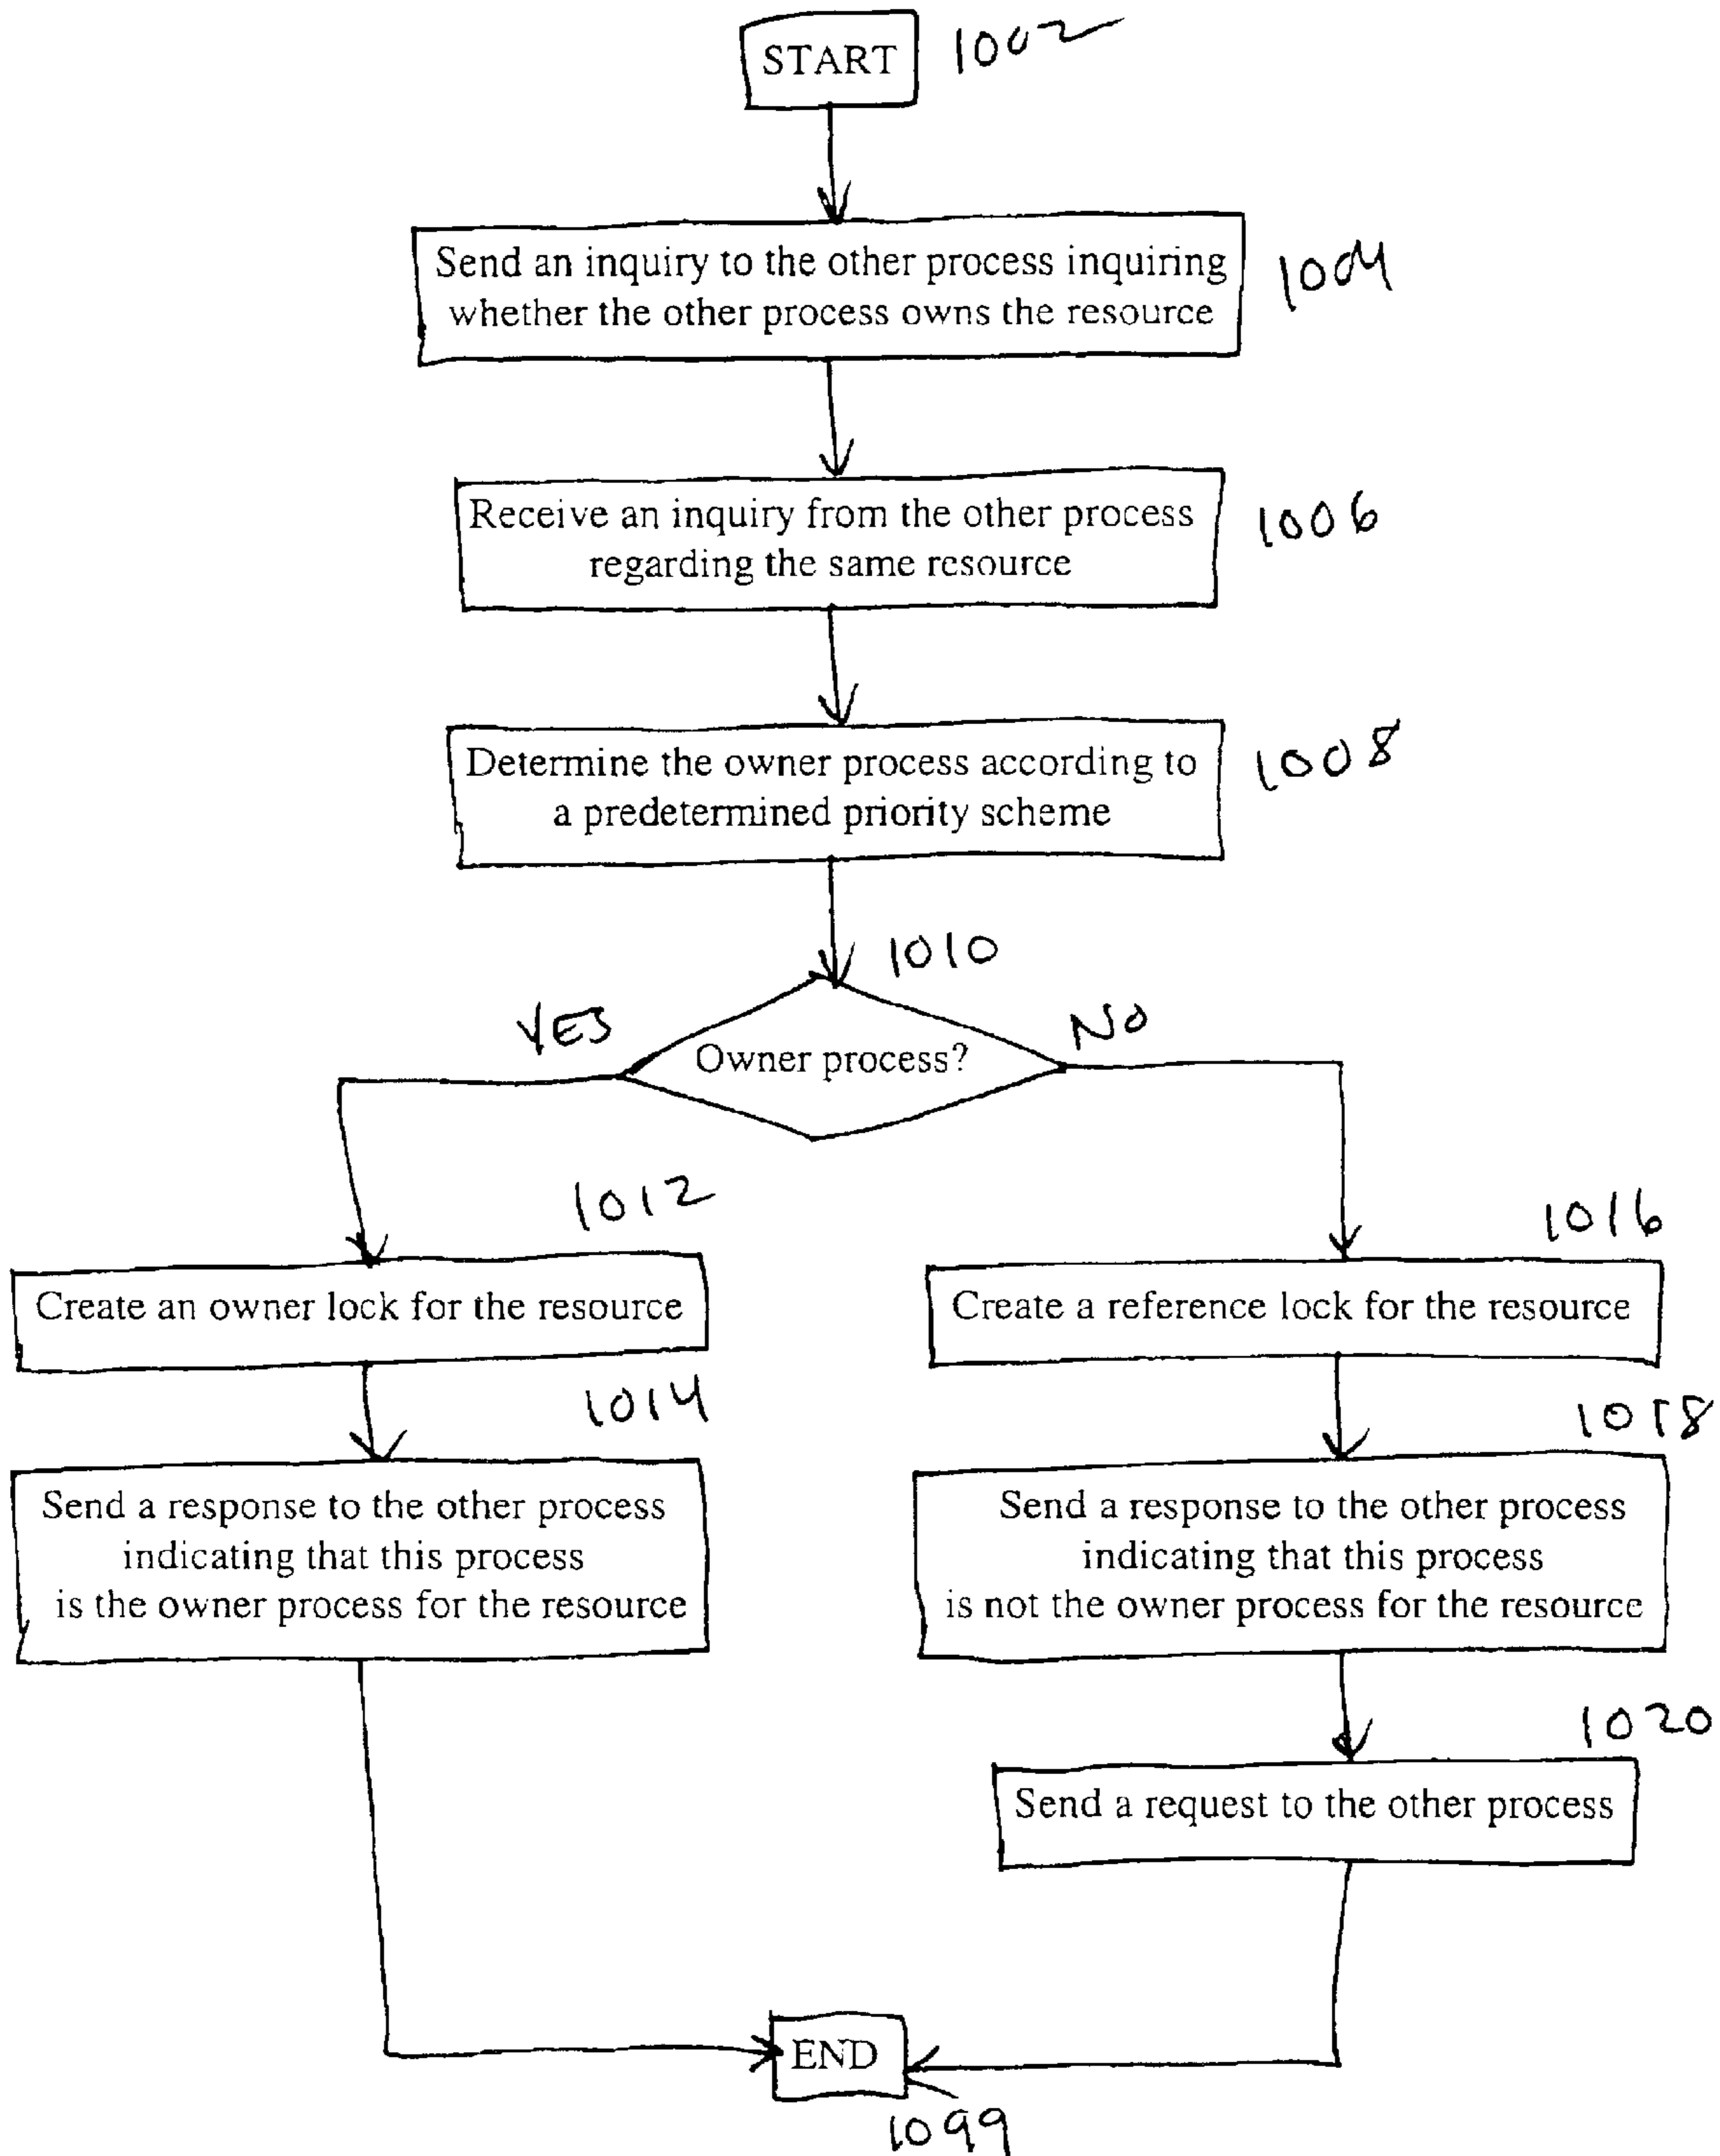 START 1002
Send an inquiry to the other process inquiring
whether the other process owns the resource
1004
Receive an inquiry from the other process
regarding the same resource
1006
Determine the owner process according to
a predetermined priority scheme
1008
1010
YES
Owner process?
NO
1012
Create an owner lock for the resource
1014
Send a response to the other process
indicating that this process
is the owner process for the resource
1016
Create a reference lock for the resource
1018
Send a response to the other process
indicating that this process
is not the owner process for the resource
1020
Send a request to the other process
END
1099